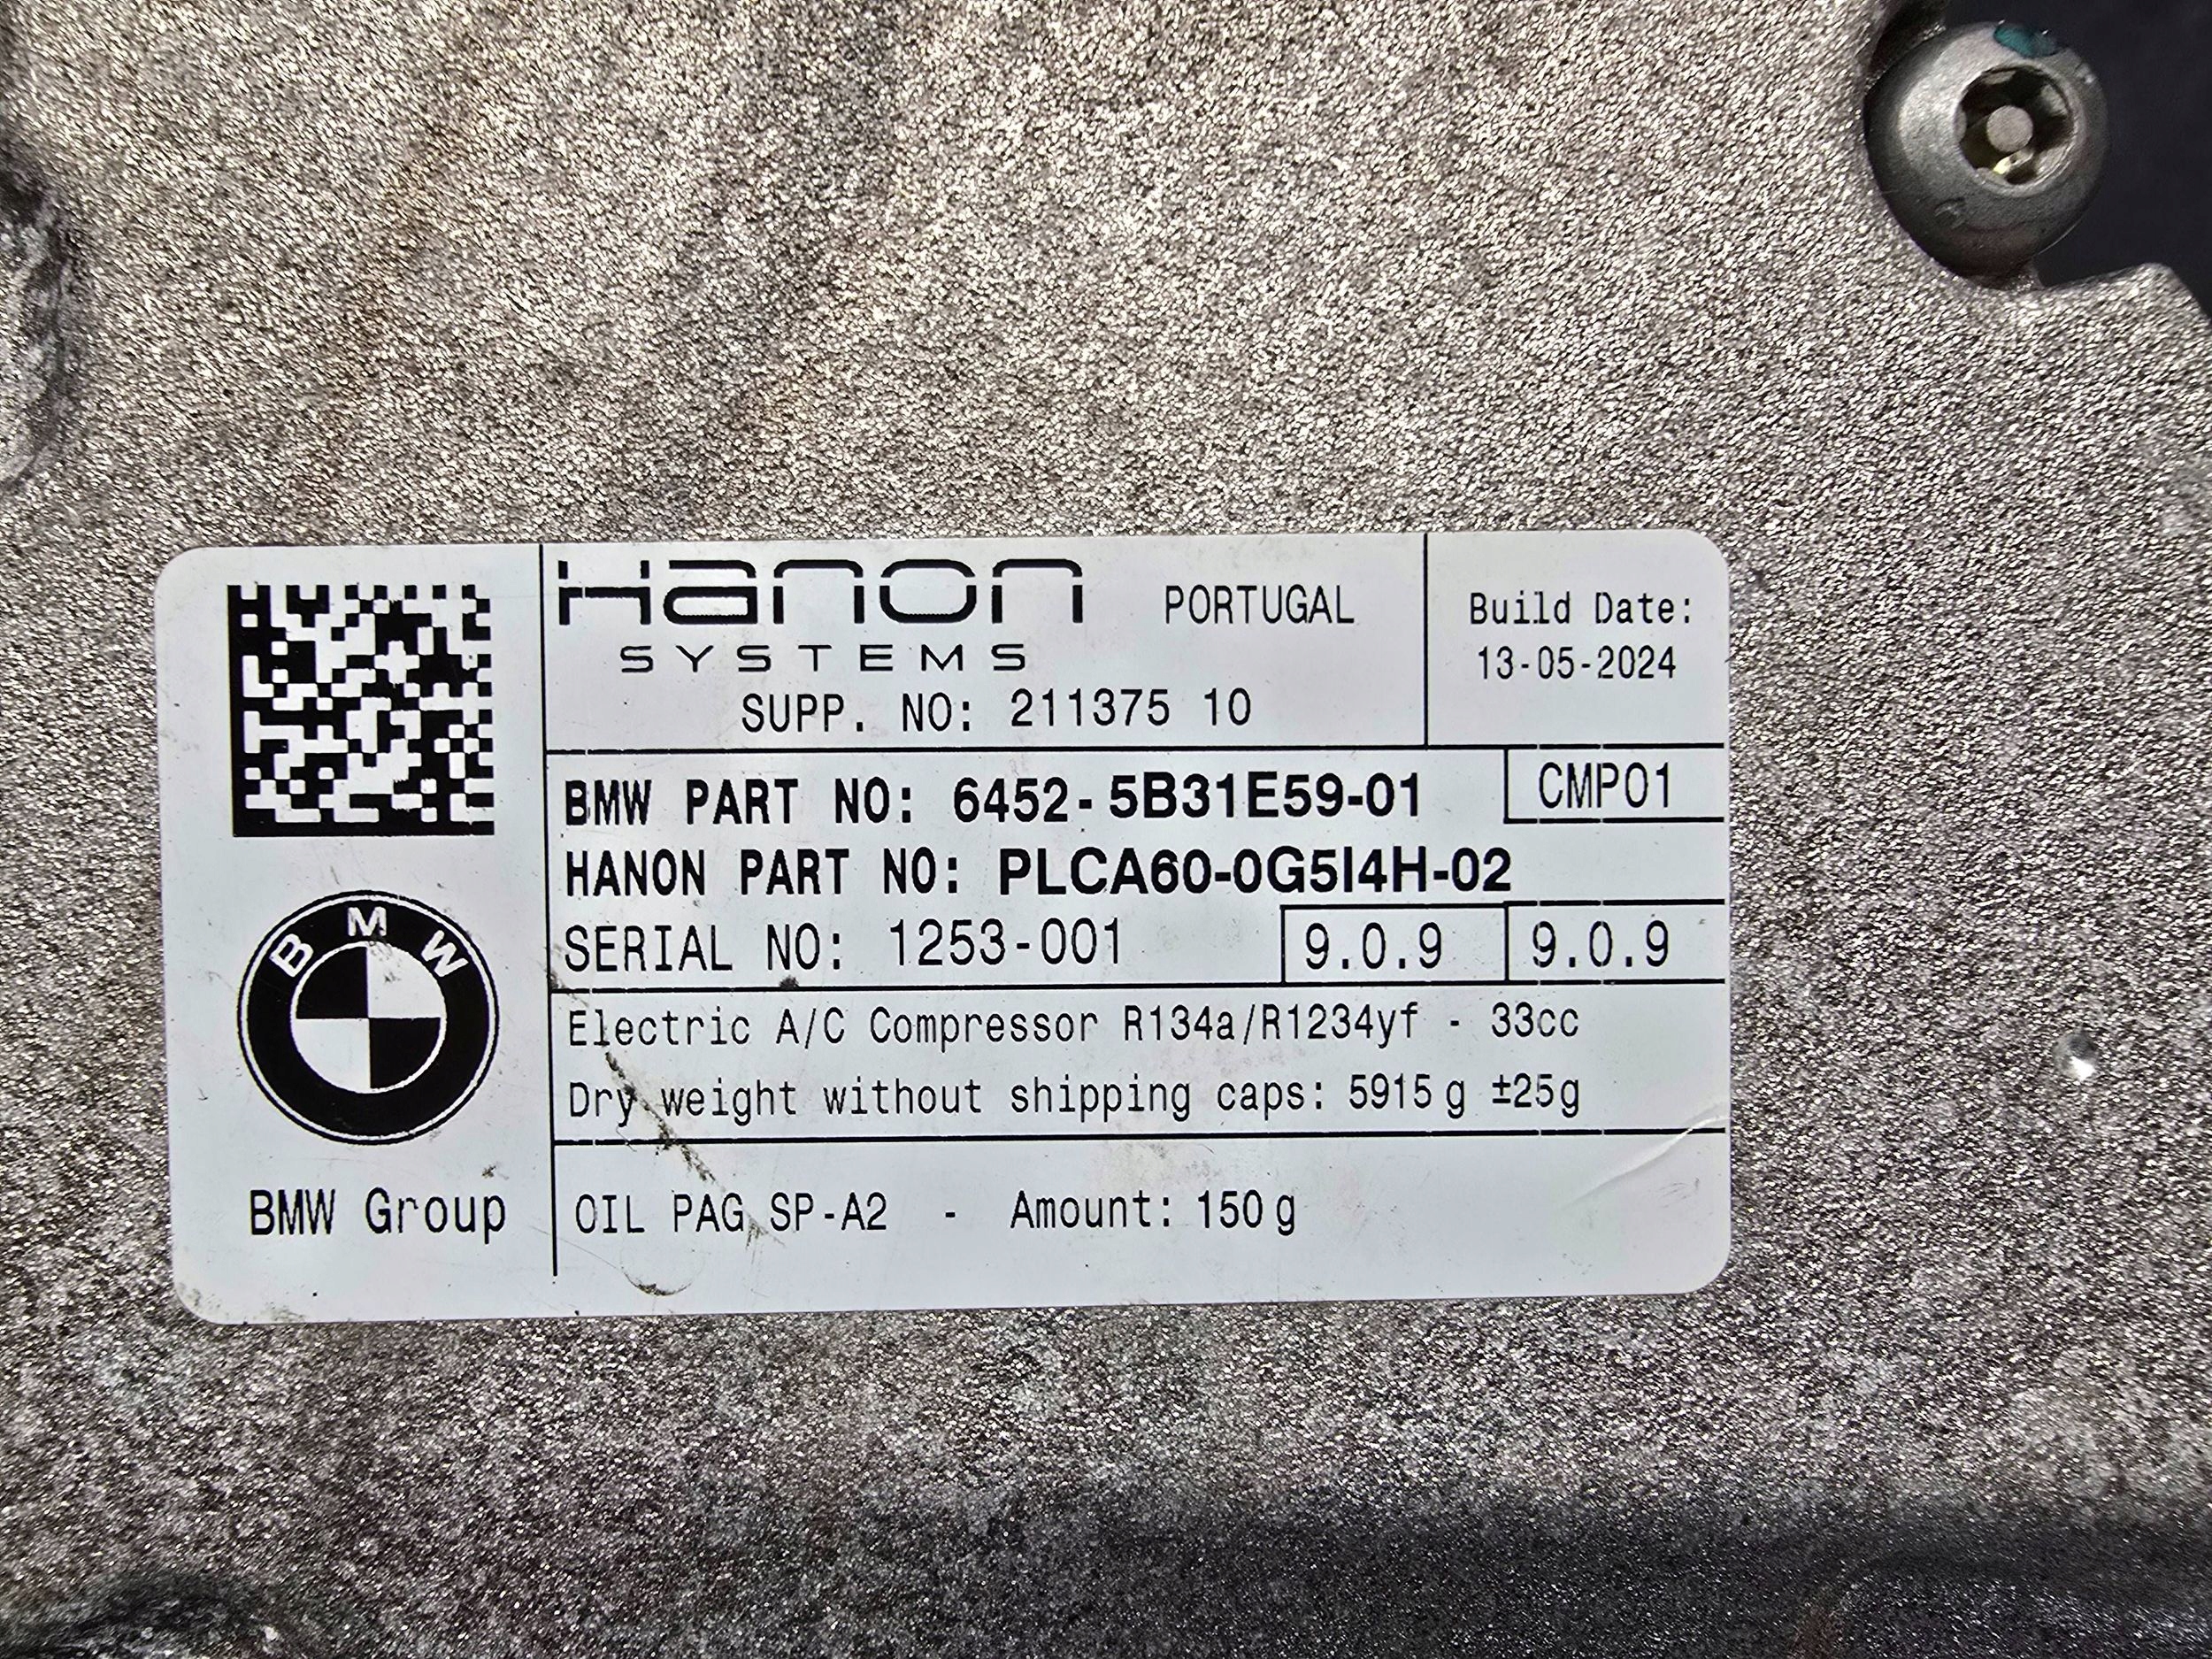 Hanon PORTUGAL
SYSTEMS
SUPP. NO: 211375 10
Build Date:
13-05-2024
BMW PART NO: 6452-5B31E59-01
CMP01
HANON PART NO: PLCA60-0G5I4H-02
SERIAL NO: 1253-001
9.0.9
9.0.9
Electric A/C Compressor R134a/R1234yf - 33cc
Dry weight without shipping caps: 5915g ±25g
OIL PAG SP-A2 - Amount: 150g
BMW
BMW Group